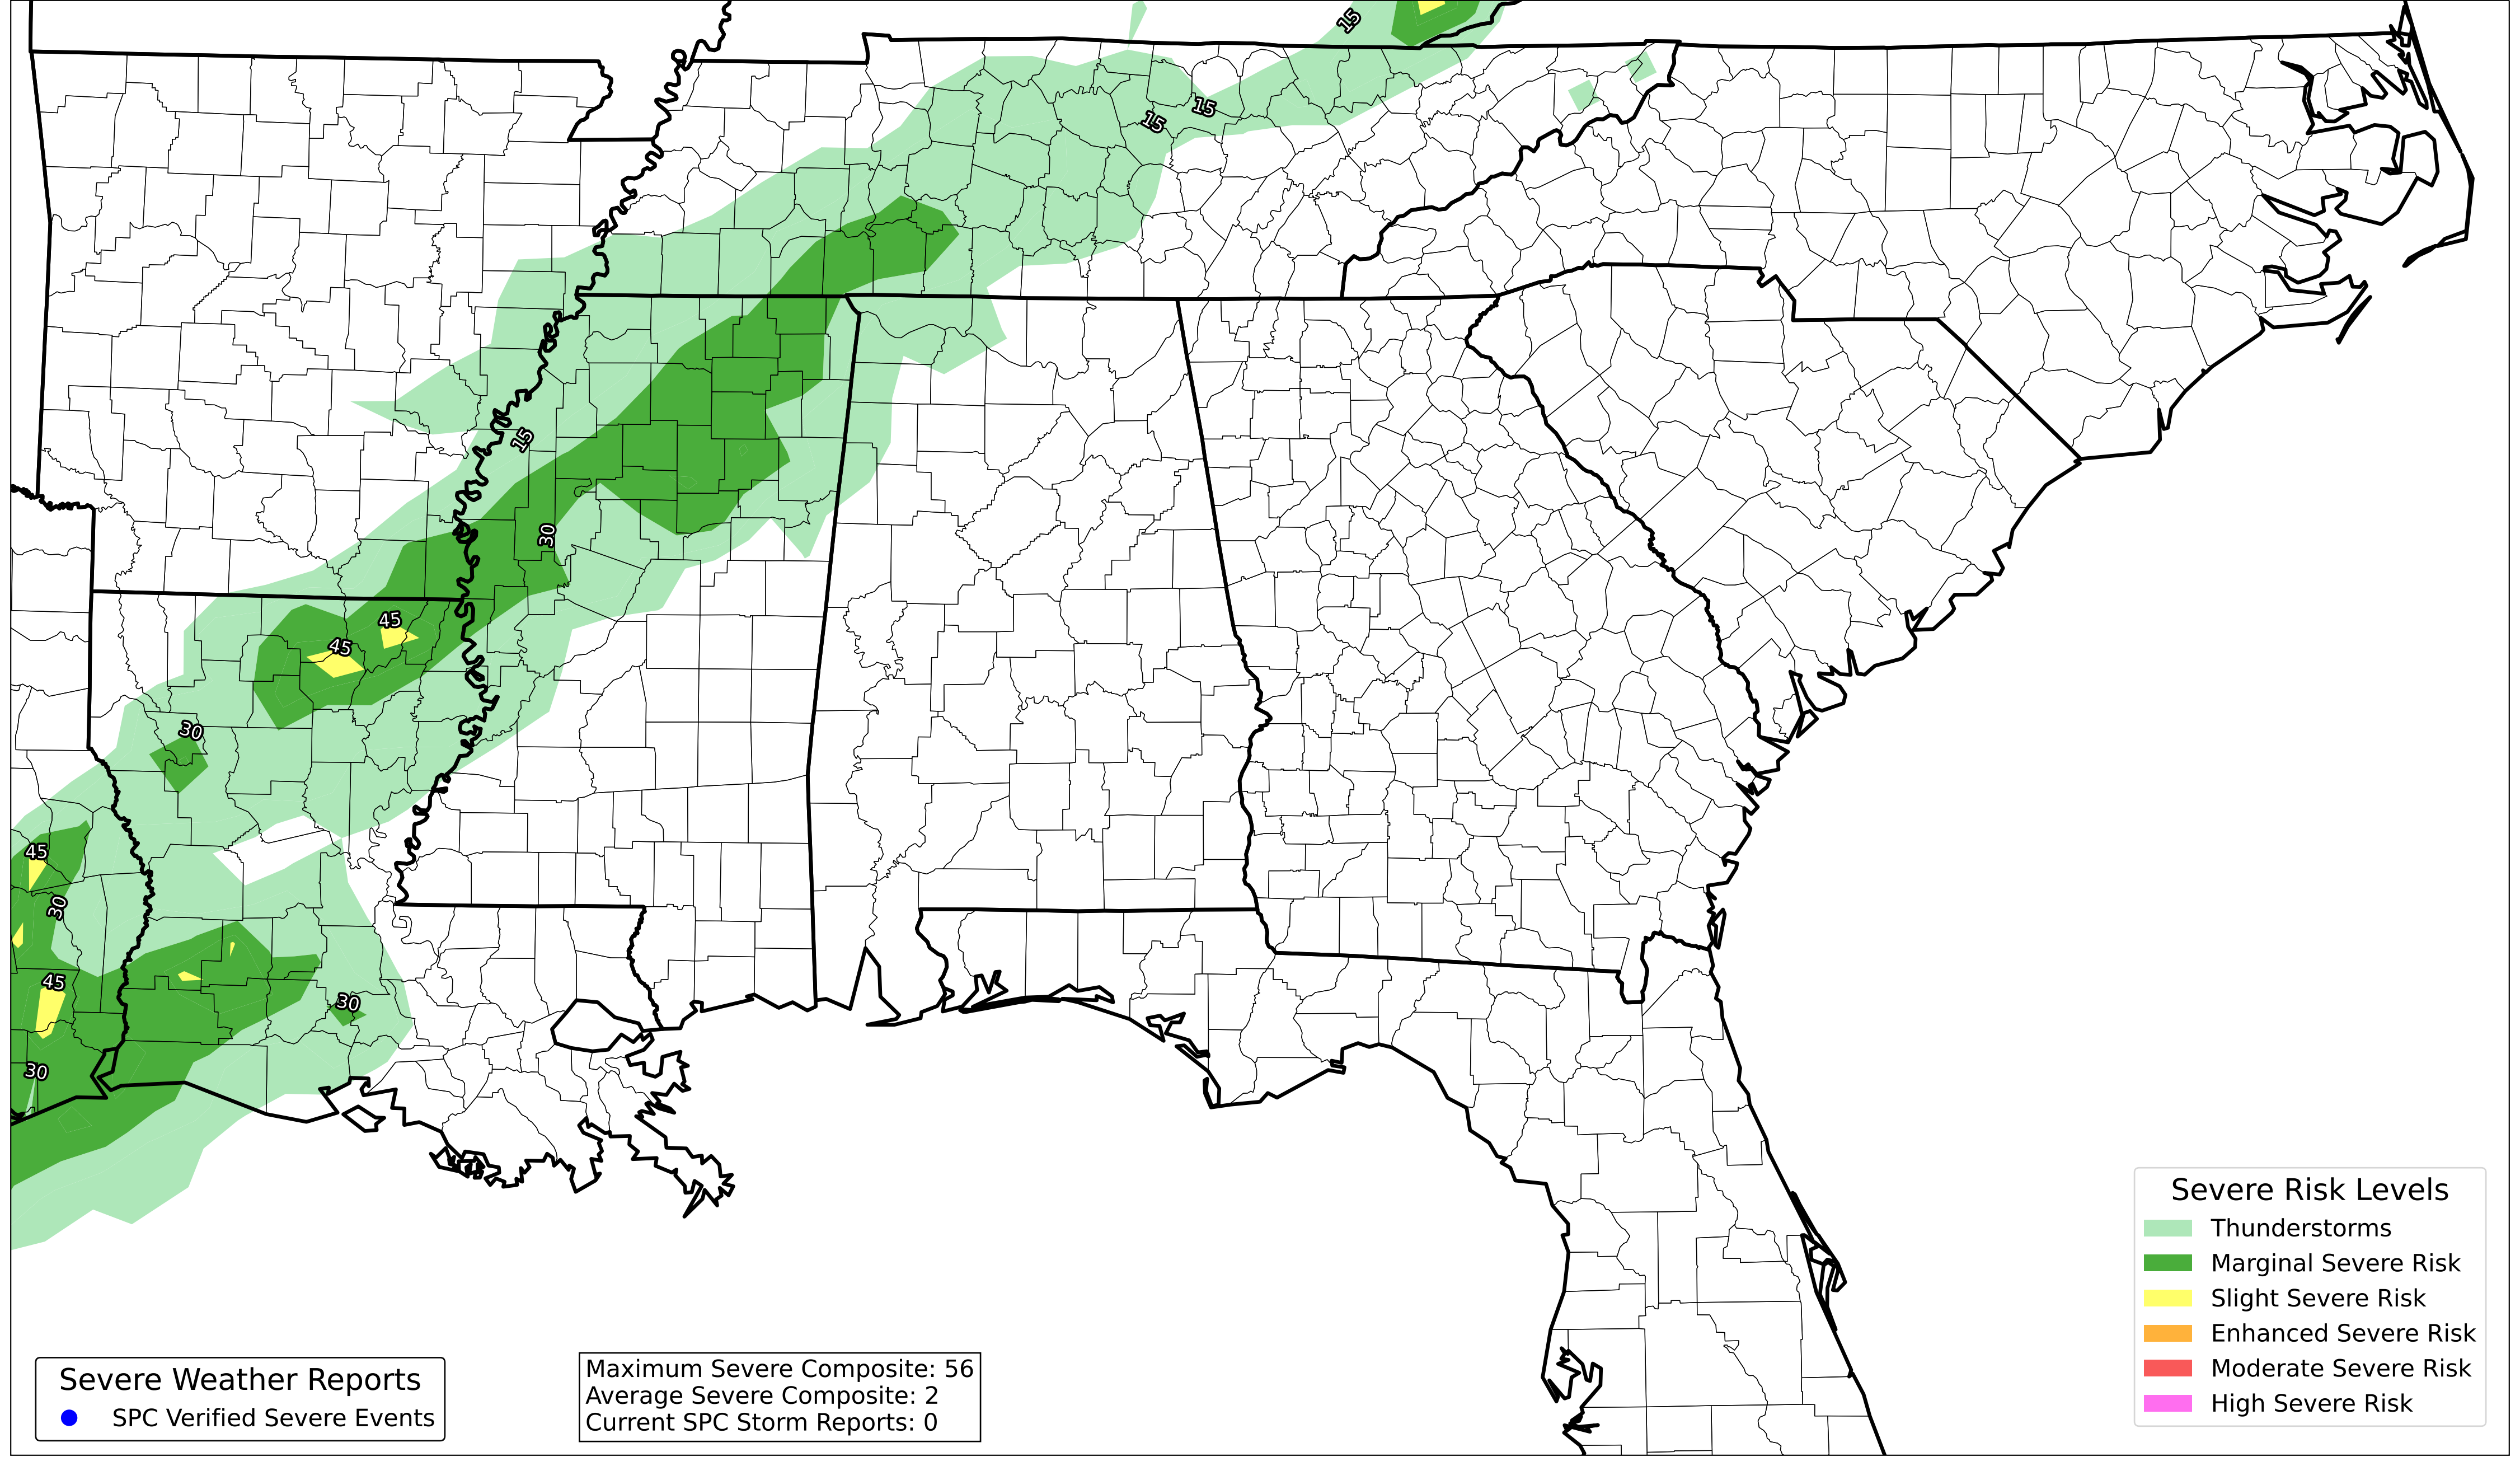 15
15
15
15
30
45
45
30
45
30
45
30
30
Severe Risk Levels
Thunderstorms
Marginal Severe Risk
Slight Severe Risk
Enhanced Severe Risk
Moderate Severe Risk
High Severe Risk
Severe Weather Reports
SPC Verified Severe Events
Maximum Severe Composite: 56
Average Severe Composite: 2
Current SPC Storm Reports: 0